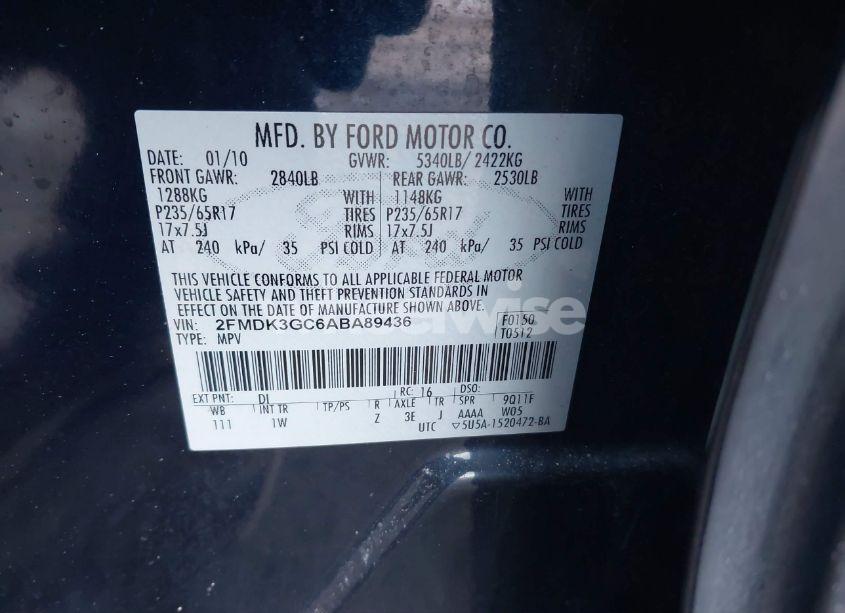 MFD. BY FORD MOTOR CO.
DATE: 01/10 GVWR: 5340LB/ 2422KG
FRONT GAWR: 2840LB REAR GAWR: 2530LB
1288KG WITH 1148KG WITH
P235/65R17 TIRES P235/65R17 TIRES
17x7.5J RIMS 17x7.5J RIMS
AT 240 kPa/ 35 PSI COLD AT 240 kPa/ 35 PSI COLD
THIS VEHICLE CONFORMS TO ALL APPLICABLE FEDERAL MOTOR
VEHICLE SAFETY AND THEFT PREVENTION STANDARDS IN
EFFECT ON THE DATE OF MANUFACTURE SHOWN ABOVE.
VIN: 2FMDK3GC6ABA89436 F0150
TYPE: MPV T0512
EXT PNT: DI RC: 16 DSO:
WB INT TR TP/PS R AXLE TR SPR 9Q11F
111 1W Z 3E J AAAA W05
UTC ▽5U5A-1520472-BA